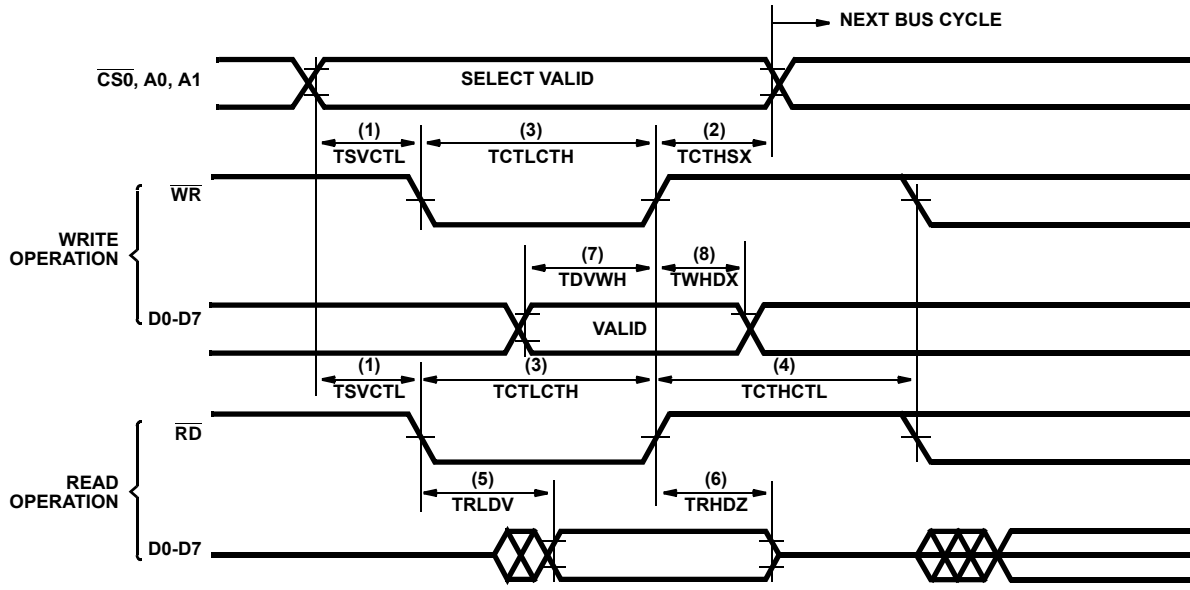 NEXT BUS CYCLE
CS0, A0, A1
SELECT VALID
(1)
TSVCTL
(3)
TCTLCTH
(2)
TCTHSX
WR
WRITE
OPERATION
(7)
TDVWH
(8)
TWHDX
D0-D7
VALID
(1)
TSVCTL
(3)
TCTLCTH
(4)
TCTHCTL
RD
READ
OPERATION
(5)
TRLDV
(6)
TRHDZ
D0-D7